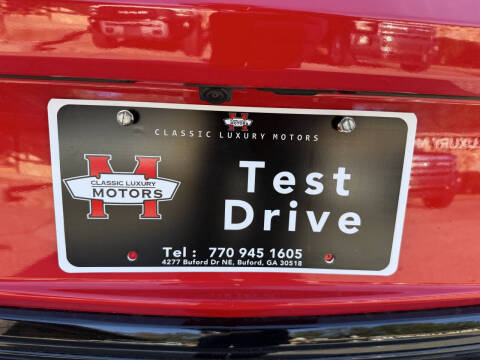 CLASSIC LUXURY MOTORS
CLASSIC LUXURY
MOTORS
Test
Drive
Tel : 770 945 1605
4277 Buford Dr NE, Buford, GA 30518